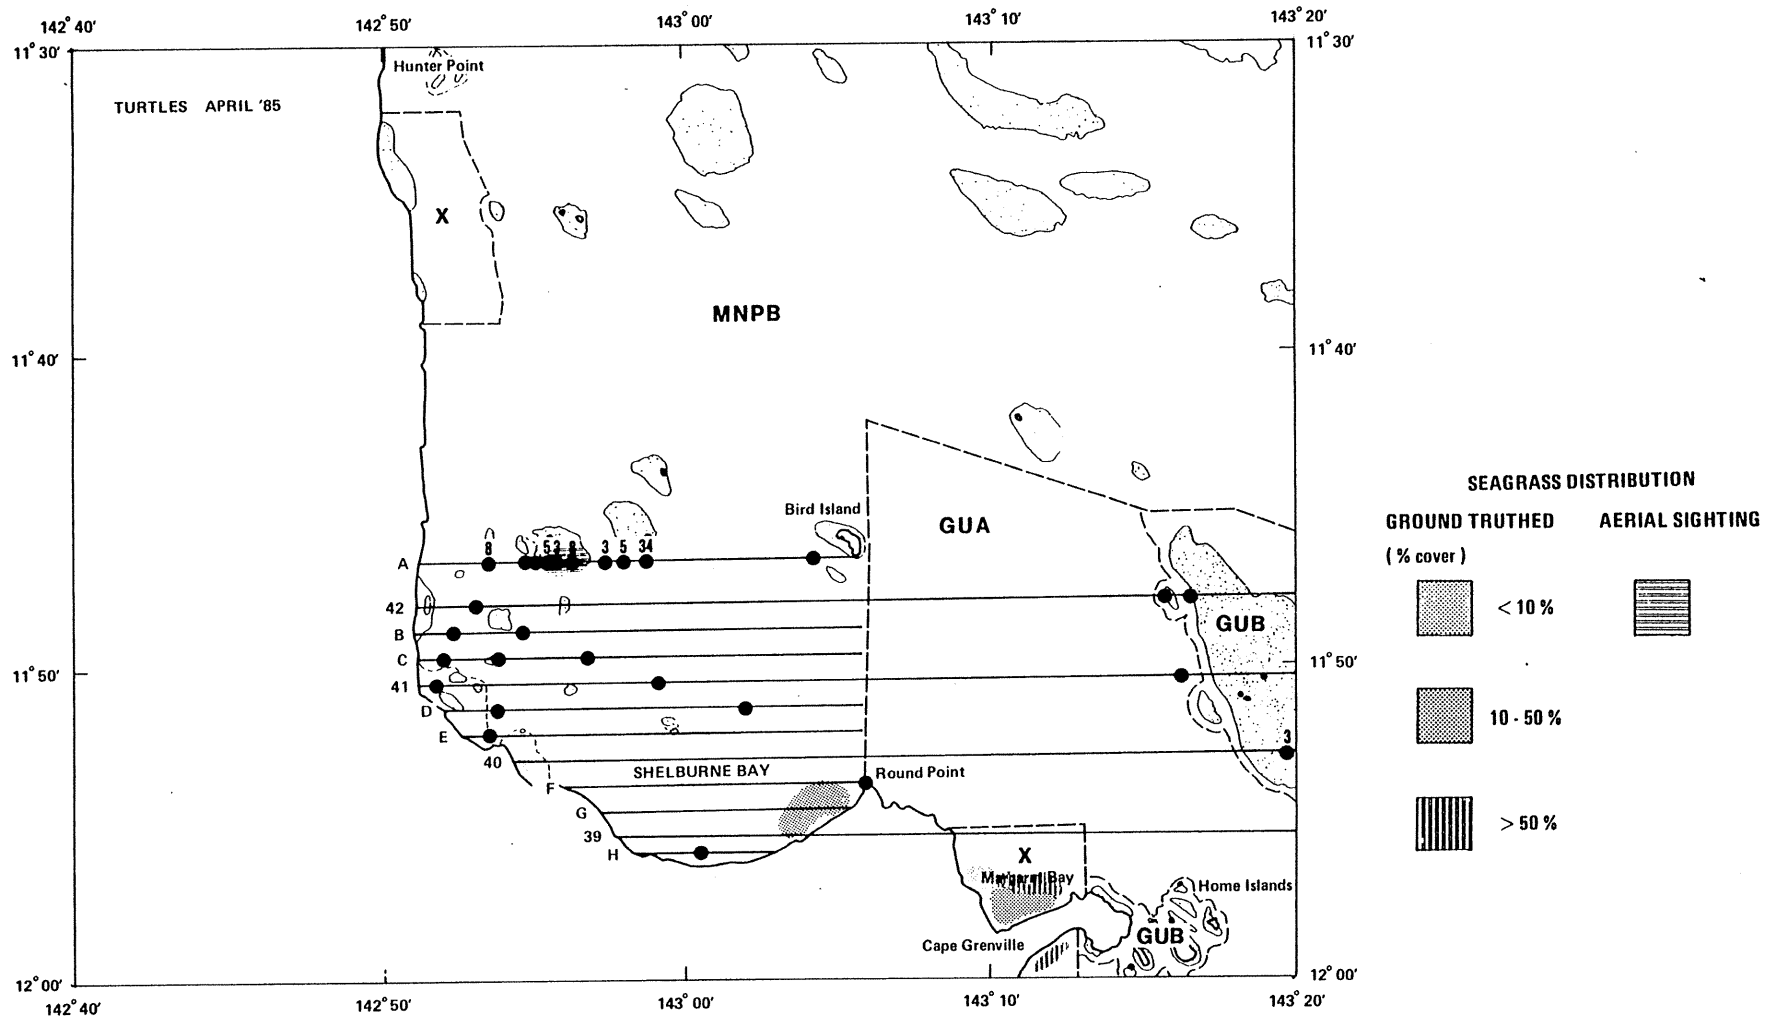 142° 40′ 142° 50′ 143° 00′ 143° 10′ 143° 20′
11° 30′ 11° 30′
Hunter Point
TURTLES APRIL '85
X
MNPB
11° 40′ 11° 40′
SEAGRASS DISTRIBUTION
GROUND TRUTHED AERIAL SIGHTING
(% cover)
Bird Island
GUA
8 5 3 5 34
A
42
< 10 %
GUB
B
C
11° 50′ 11° 50′
41
D
10 - 50 %
E
3
40
SHELBURNE BAY
Round Point
F
G
39
> 50 %
H
X
Margaret Bay
Home Islands
Cape Grenville
GUB
12° 00′ 12° 00′
142° 40′ 142° 50′ 143° 00′ 143° 10′ 143° 20′